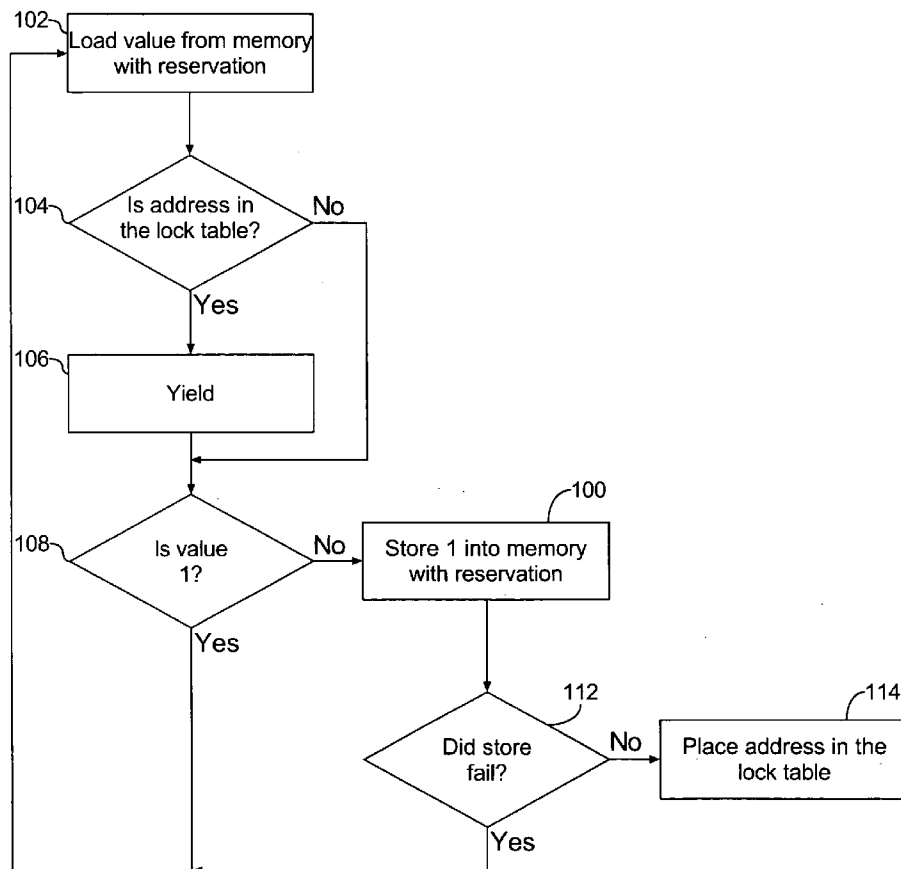 102
Load value from memory
with reservation
104
Is address in
the lock table?
No
Yes
106
Yield
108
Is value
1?
No
Yes
100
Store 1 into memory
with reservation
112
Did store
fail?
No
Yes
114
Place address in the
lock table